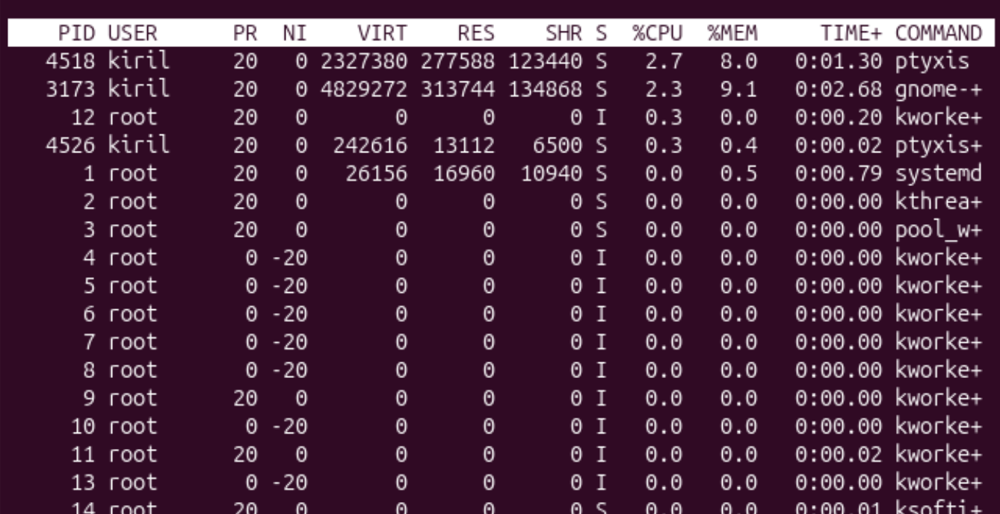 PID USER PR NI VIRT RES SHR S %CPU %MEM TIME+ COMMAND
4518 kiril 20 0 2327380 277588 123440 S 2.7 8.0 0:01.30 ptyxis
3173 kiril 20 0 4829272 313744 134868 S 2.3 9.1 0:02.68 gnome-+
12 root 20 0 0 0 0 I 0.3 0.0 0:00.20 kworke+
4526 kiril 20 0 242616 13112 6500 S 0.3 0.4 0:00.02 ptyxis+
1 root 20 0 26156 16960 10940 S 0.0 0.5 0:00.79 systemd
2 root 20 0 0 0 0 S 0.0 0.0 0:00.00 kthrea+
3 root 20 0 0 0 0 S 0.0 0.0 0:00.00 pool_w+
4 root 0 -20 0 0 0 I 0.0 0.0 0:00.00 kworke+
5 root 0 -20 0 0 0 I 0.0 0.0 0:00.00 kworke+
6 root 0 -20 0 0 0 I 0.0 0.0 0:00.00 kworke+
7 root 0 -20 0 0 0 I 0.0 0.0 0:00.00 kworke+
8 root 0 -20 0 0 0 I 0.0 0.0 0:00.00 kworke+
9 root 20 0 0 0 0 I 0.0 0.0 0:00.00 kworke+
10 root 0 -20 0 0 0 I 0.0 0.0 0:00.00 kworke+
11 root 20 0 0 0 0 I 0.0 0.0 0:00.02 kworke+
13 root 0 -20 0 0 0 I 0.0 0.0 0:00.00 kworke+
14 root 20 0 0 0 0 S 0.0 0.0 0:00.01 ksofti+